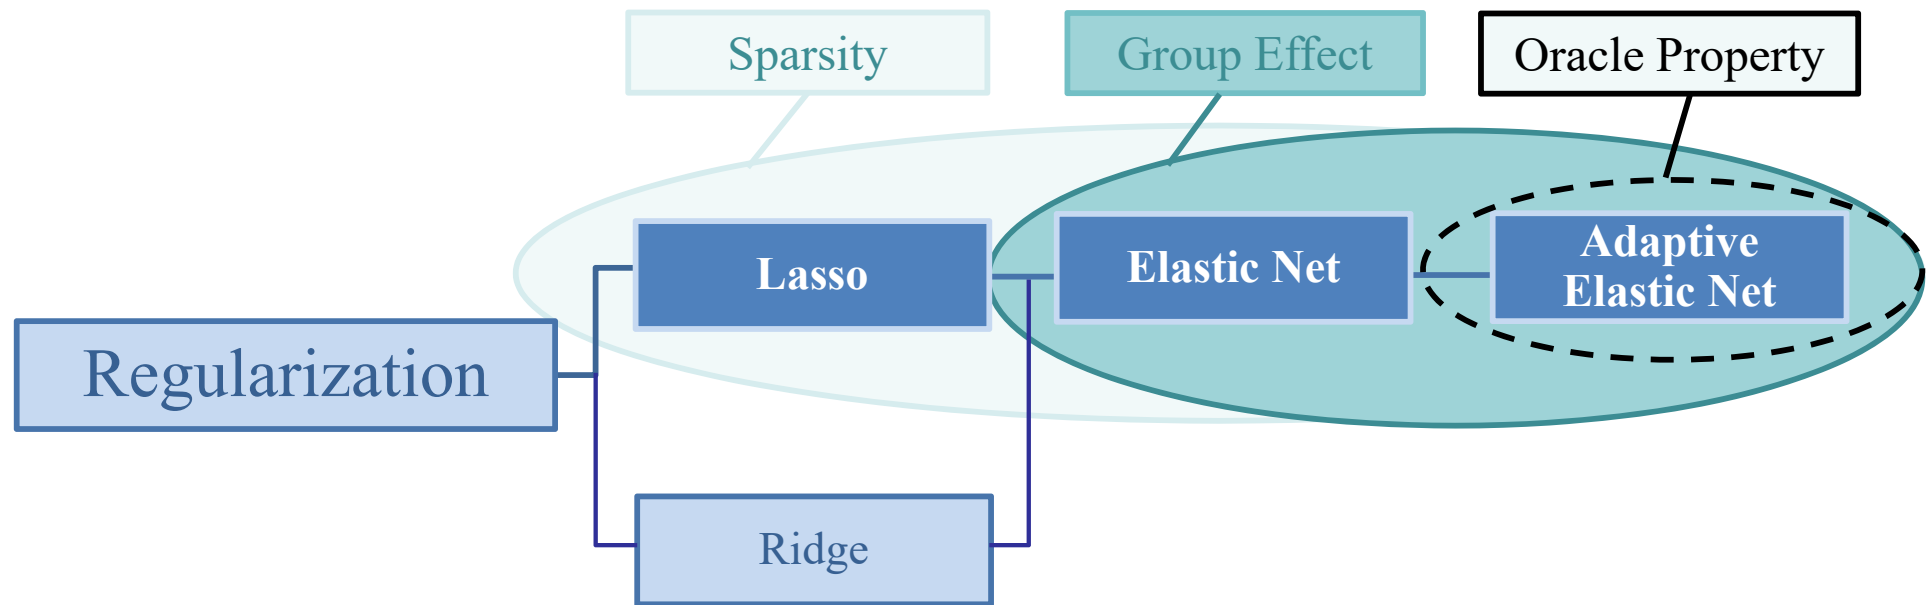 Sparsity
Group Effect
Oracle Property
Lasso
Elastic Net
Adaptive
Elastic Net
Regularization
Ridge